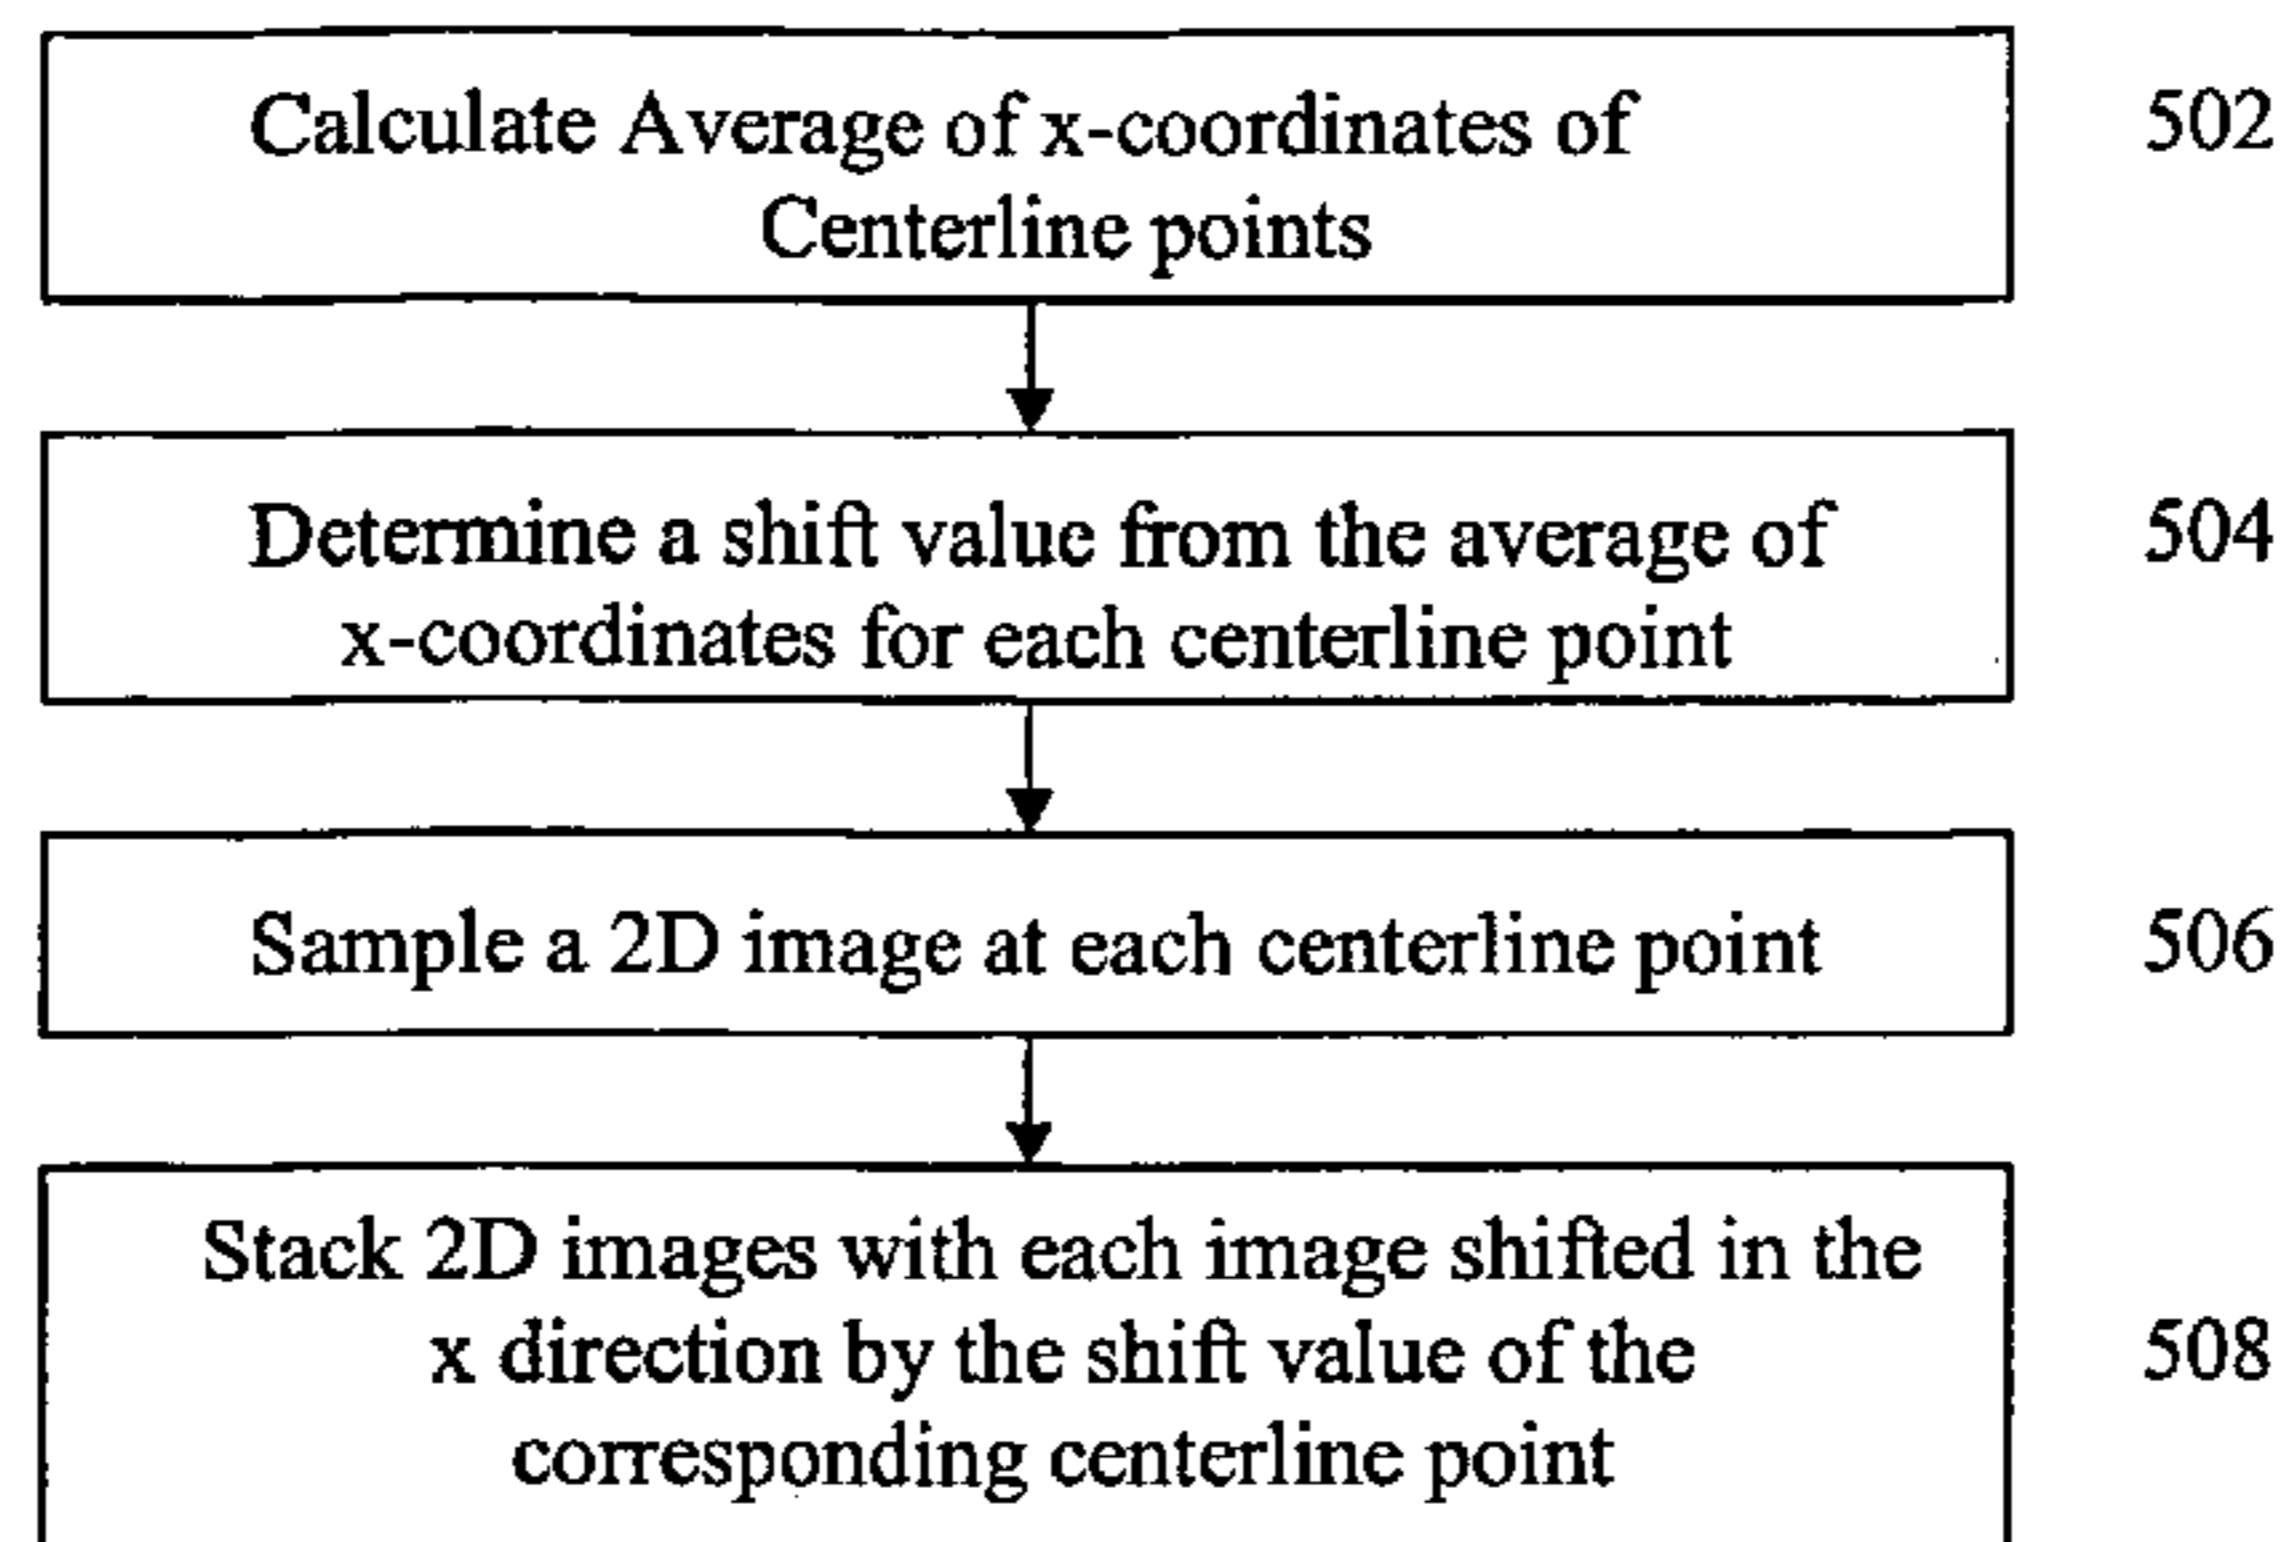 Calculate Average of x-coordinates of
Centerline points
502
Determine a shift value from the average of
x-coordinates for each centerline point
504
Sample a 2D image at each centerline point
506
Stack 2D images with each image shifted in the
x direction by the shift value of the
corresponding centerline point
508